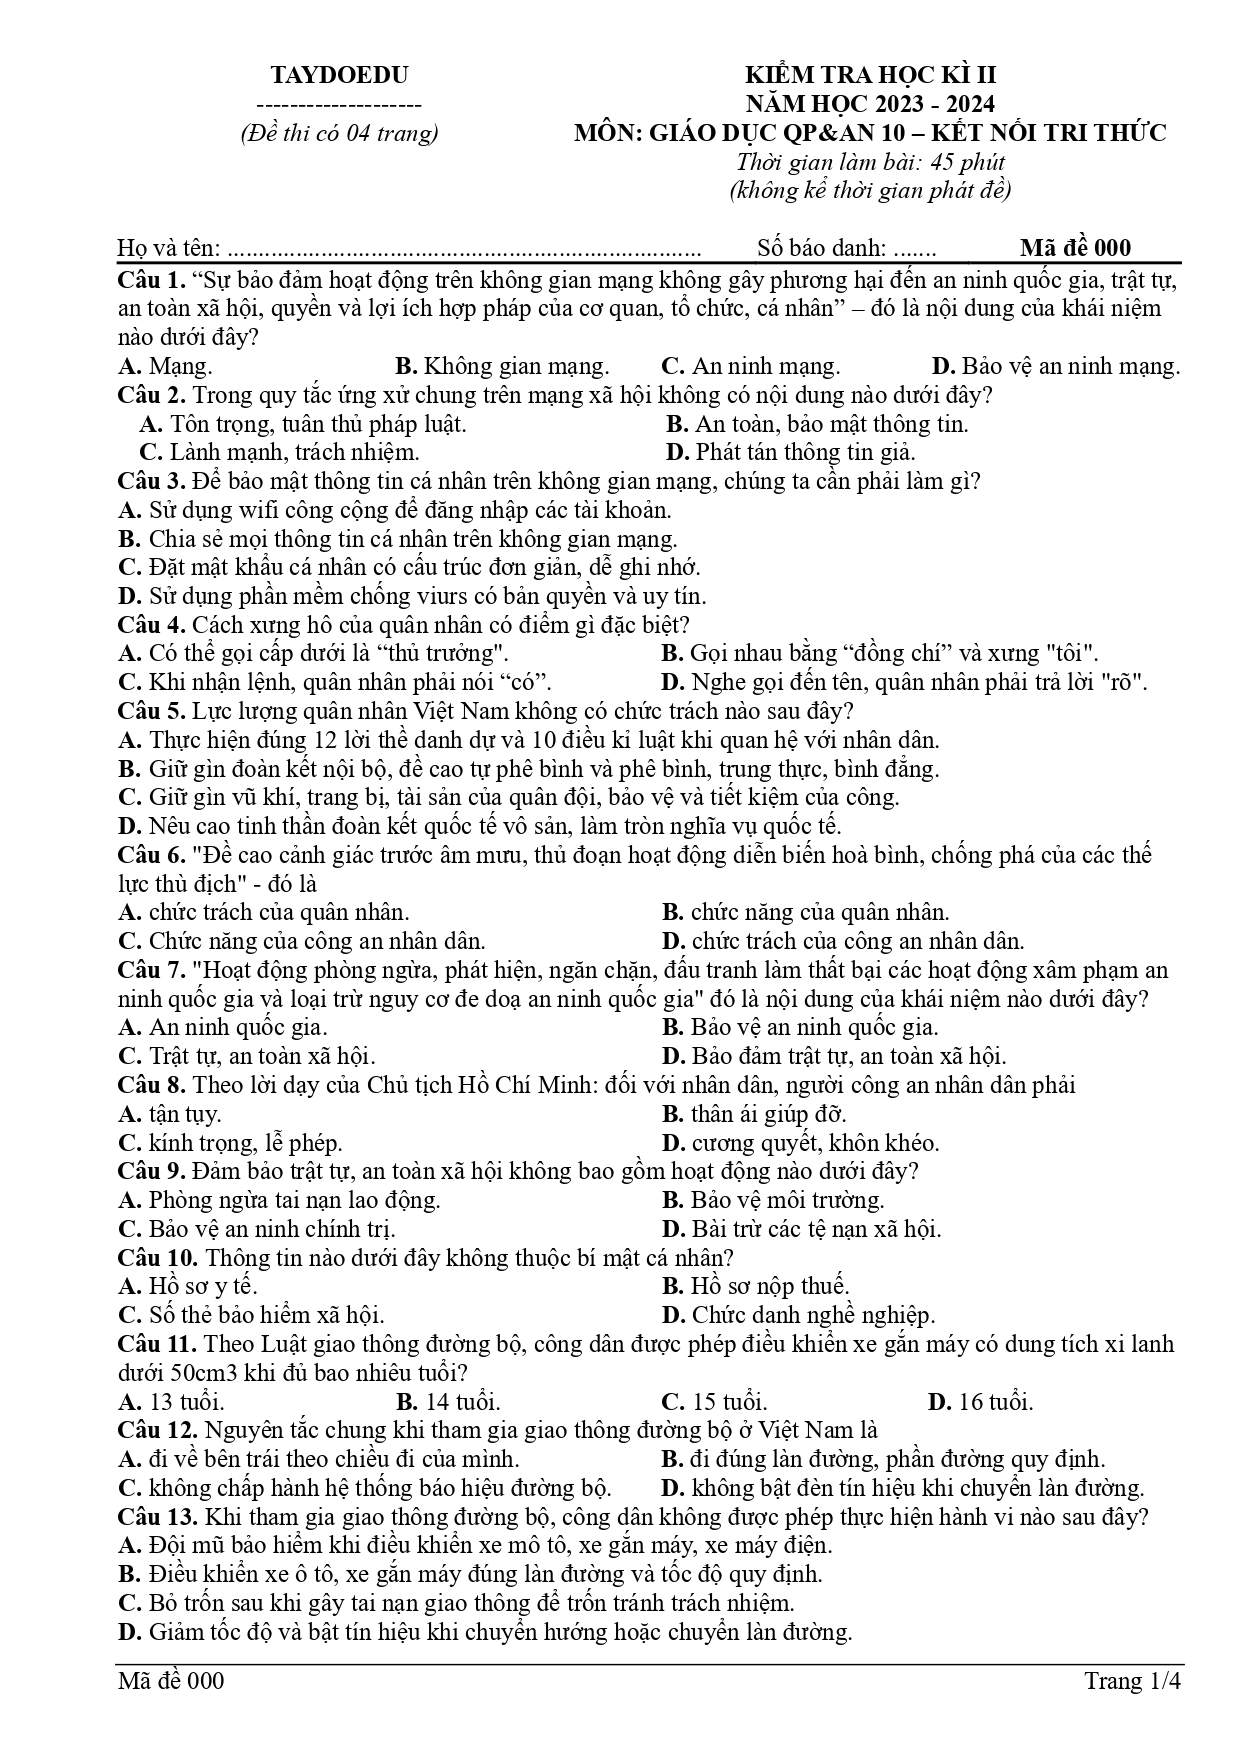 TAYDOEDU
--------------------
(Đề thi có 04 trang)
KIỂM TRA HỌC KÌ II
NĂM HỌC 2023 - 2024
MÔN: GIÁO DỤC QP&AN 10 – KẾT NỐI TRI THỨC
Thời gian làm bài: 45 phút
(không kể thời gian phát đề)
Họ và tên: ............................................................................ Số báo danh: ....... Mã đề 000
Câu 1. “Sự bảo đảm hoạt động trên không gian mạng không gây phương hại đến an ninh quốc gia, trật tự,
an toàn xã hội, quyền và lợi ích hợp pháp của cơ quan, tổ chức, cá nhân” – đó là nội dung của khái niệm
nào dưới đây?
A. Mạng. B. Không gian mạng. C. An ninh mạng. D. Bảo vệ an ninh mạng.
Câu 2. Trong quy tắc ứng xử chung trên mạng xã hội không có nội dung nào dưới đây?
A. Tôn trọng, tuân thủ pháp luật. B. An toàn, bảo mật thông tin.
C. Lành mạnh, trách nhiệm. D. Phát tán thông tin giả.
Câu 3. Để bảo mật thông tin cá nhân trên không gian mạng, chúng ta cần phải làm gì?
A. Sử dụng wifi công cộng để đăng nhập các tài khoản.
B. Chia sẻ mọi thông tin cá nhân trên không gian mạng.
C. Đặt mật khẩu cá nhân có cấu trúc đơn giản, dễ ghi nhớ.
D. Sử dụng phần mềm chống viurs có bản quyền và uy tín.
Câu 4. Cách xưng hô của quân nhân có điểm gì đặc biệt?
A. Có thể gọi cấp dưới là “thủ trưởng". B. Gọi nhau bằng “đồng chí” và xưng "tôi".
C. Khi nhận lệnh, quân nhân phải nói “có”. D. Nghe gọi đến tên, quân nhân phải trả lời "rõ".
Câu 5. Lực lượng quân nhân Việt Nam không có chức trách nào sau đây?
A. Thực hiện đúng 12 lời thề danh dự và 10 điều kỉ luật khi quan hệ với nhân dân.
B. Giữ gìn đoàn kết nội bộ, đề cao tự phê bình và phê bình, trung thực, bình đẳng.
C. Giữ gìn vũ khí, trang bị, tài sản của quân đội, bảo vệ và tiết kiệm của công.
D. Nêu cao tinh thần đoàn kết quốc tế vô sản, làm tròn nghĩa vụ quốc tế.
Câu 6. "Đề cao cảnh giác trước âm mưu, thủ đoạn hoạt động diễn biến hoà bình, chống phá của các thế
lực thù địch" - đó là
A. chức trách của quân nhân. B. chức năng của quân nhân.
C. Chức năng của công an nhân dân. D. chức trách của công an nhân dân.
Câu 7. "Hoạt động phòng ngừa, phát hiện, ngăn chặn, đấu tranh làm thất bại các hoạt động xâm phạm an
ninh quốc gia và loại trừ nguy cơ đe doạ an ninh quốc gia" đó là nội dung của khái niệm nào dưới đây?
A. An ninh quốc gia. B. Bảo vệ an ninh quốc gia.
C. Trật tự, an toàn xã hội. D. Bảo đảm trật tự, an toàn xã hội.
Câu 8. Theo lời dạy của Chủ tịch Hồ Chí Minh: đối với nhân dân, người công an nhân dân phải
A. tận tụy. B. thân ái giúp đỡ.
C. kính trọng, lễ phép. D. cương quyết, khôn khéo.
Câu 9. Đảm bảo trật tự, an toàn xã hội không bao gồm hoạt động nào dưới đây?
A. Phòng ngừa tai nạn lao động. B. Bảo vệ môi trường.
C. Bảo vệ an ninh chính trị. D. Bài trừ các tệ nạn xã hội.
Câu 10. Thông tin nào dưới đây không thuộc bí mật cá nhân?
A. Hồ sơ y tế. B. Hồ sơ nộp thuế.
C. Số thẻ bảo hiểm xã hội. D. Chức danh nghề nghiệp.
Câu 11. Theo Luật giao thông đường bộ, công dân được phép điều khiển xe gắn máy có dung tích xi lanh
dưới 50cm3 khi đủ bao nhiêu tuổi?
A. 13 tuổi. B. 14 tuổi. C. 15 tuổi. D. 16 tuổi.
Câu 12. Nguyên tắc chung khi tham gia giao thông đường bộ ở Việt Nam là
A. đi về bên trái theo chiều đi của mình. B. đi đúng làn đường, phần đường quy định.
C. không chấp hành hệ thống báo hiệu đường bộ. D. không bật đèn tín hiệu khi chuyển làn đường.
Câu 13. Khi tham gia giao thông đường bộ, công dân không được phép thực hiện hành vi nào sau đây?
A. Đội mũ bảo hiểm khi điều khiển xe mô tô, xe gắn máy, xe máy điện.
B. Điều khiển xe ô tô, xe gắn máy đúng làn đường và tốc độ quy định.
C. Bỏ trốn sau khi gây tai nạn giao thông để trốn tránh trách nhiệm.
D. Giảm tốc độ và bật tín hiệu khi chuyển hướng hoặc chuyển làn đường.
Mã đề 000 Trang 1/4